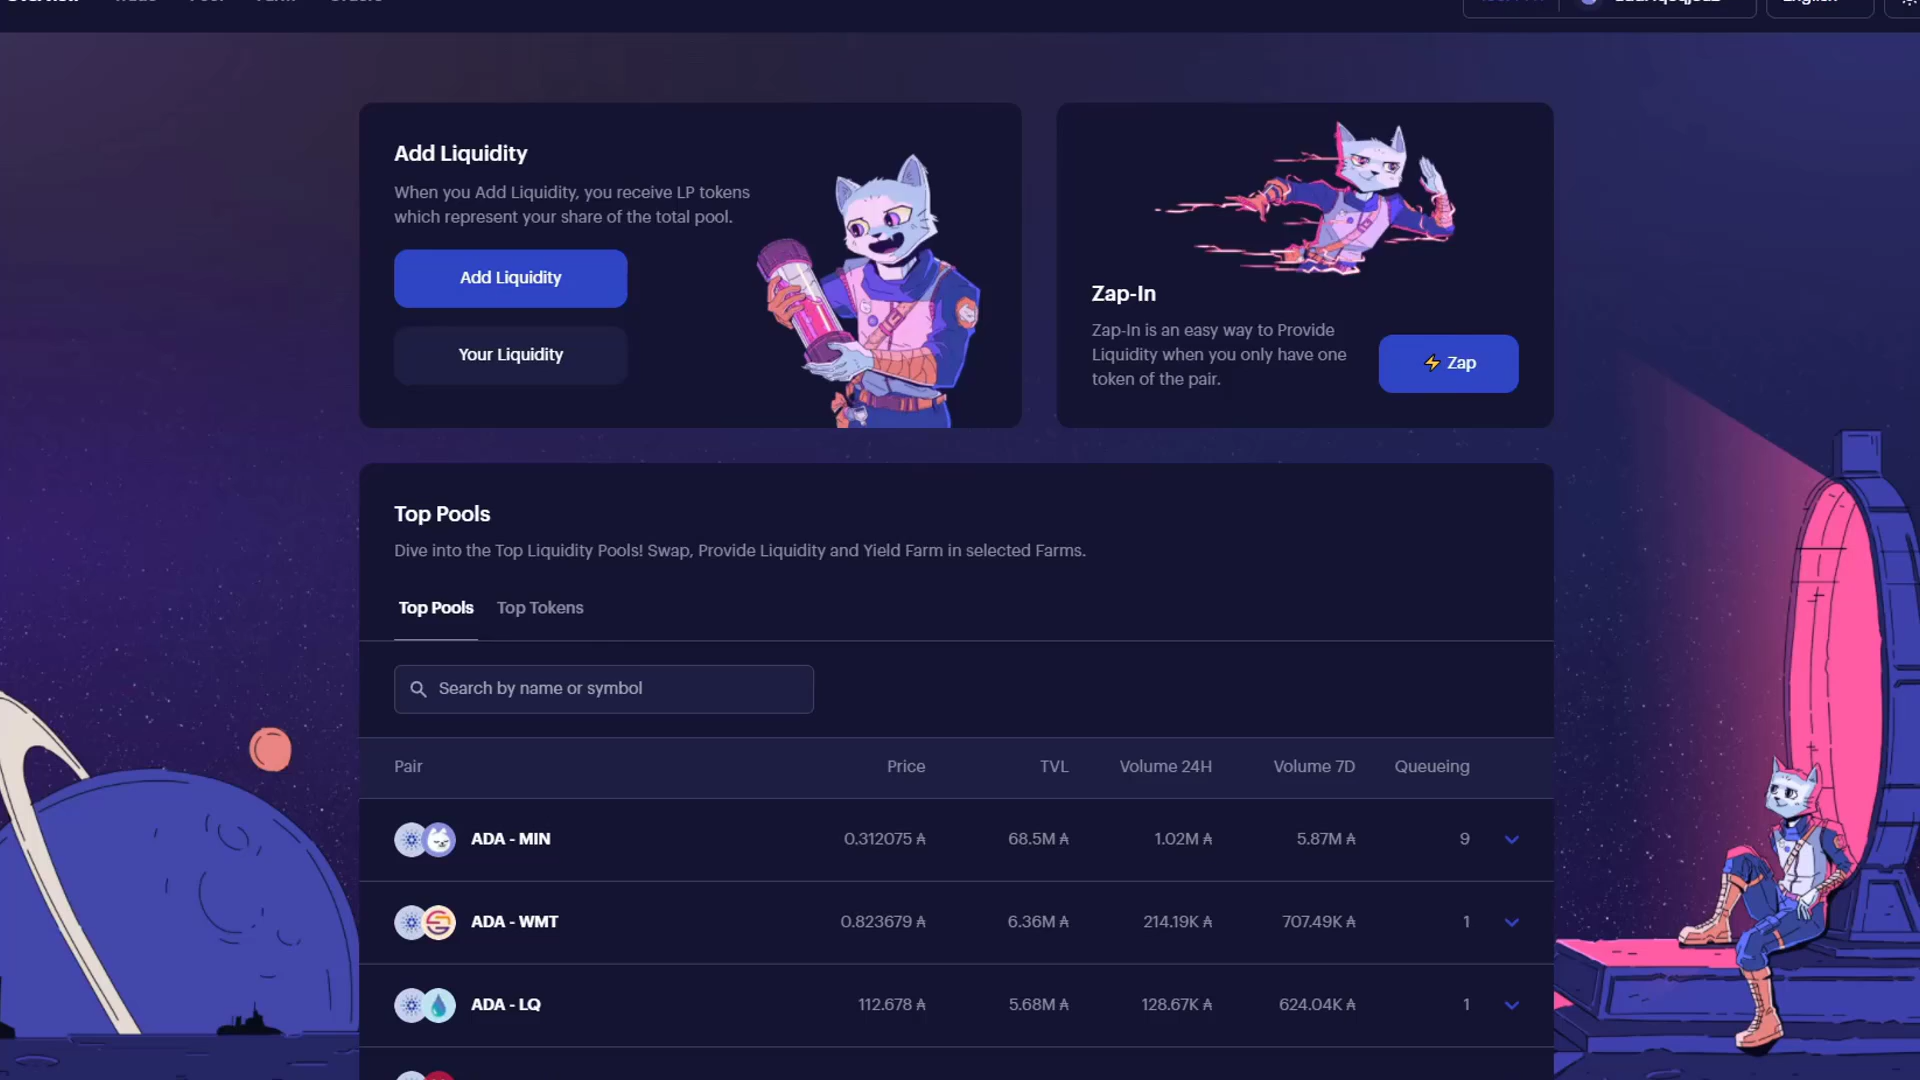 Add Liquidity
When you Add Liquidity, you receive LP tokens
which represent your share of the total pool.
Add Liquidity
Your Liquidity
Zap-In
Zap-In is an easy way to Provide
Liquidity when you only have one
token of the pair.
Zap
Top Pools
Dive into the Top Liquidity Pools! Swap, Provide Liquidity and Yield Farm in selected Farms.
Top Pools Top Tokens
Search by name or symbol
Pair Price TVL Volume 24H Volume 7D Queueing
ADA - MIN 0.312075 ₳ 68.5M ₳ 1.02M ₳ 5.87M ₳ 9
ADA - WMT 0.823679 ₳ 6.36M ₳ 214.19K ₳ 707.49K ₳ 1
ADA - LQ 112.678 ₳ 5.68M ₳ 128.67K ₳ 624.04K ₳ 1